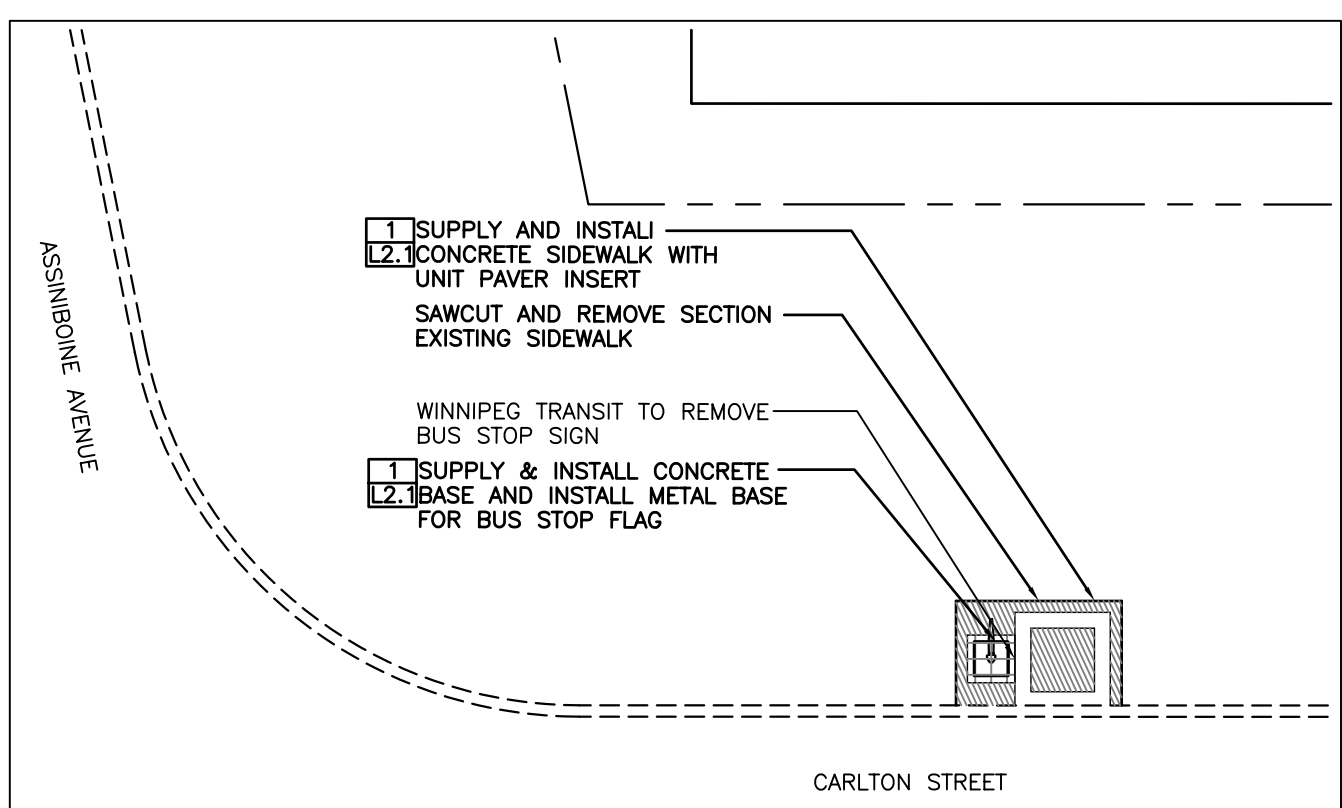 1 SUPPLY AND INSTALl
L2.1 CONCRETE SIDEWALK WITH
UNIT PAVER INSERT
SAWCUT AND REMOVE SECTION
EXISTING SIDEWALK
ASSINIBOINE AVENUE
WINNIPEG TRANSIT TO REMOVE
BUS STOP SIGN
1 SUPPLY & INSTALL CONCRETE
L2.1 BASE AND INSTALL METAL BASE
FOR BUS STOP FLAG
CARLTON STREET